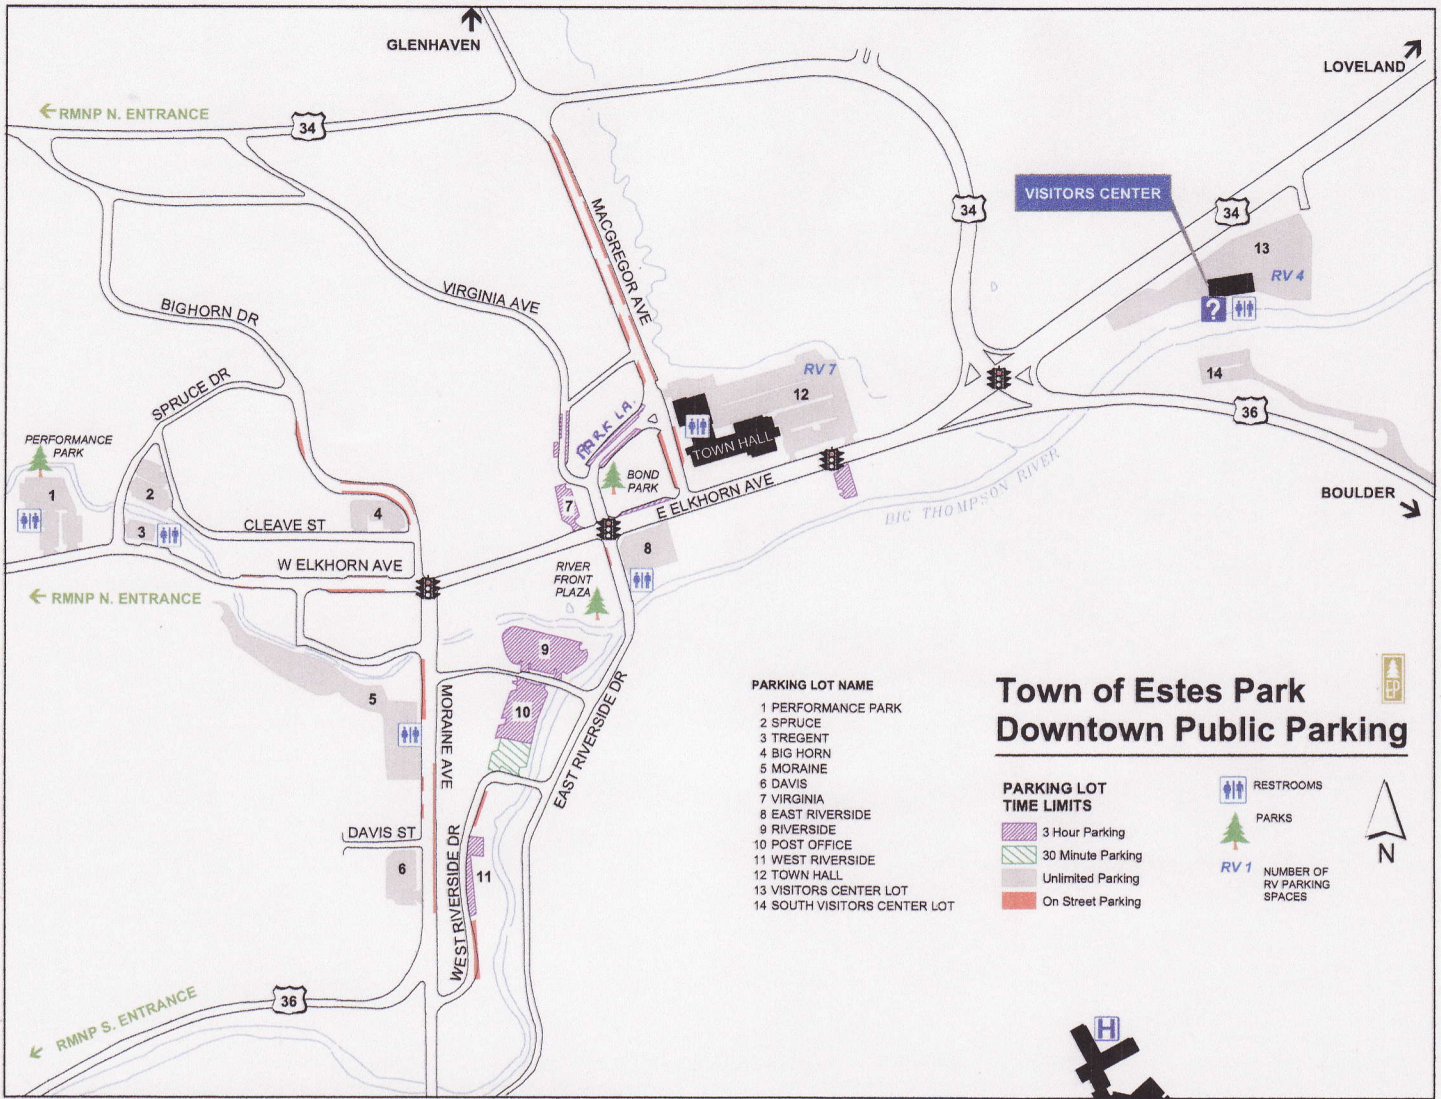 GLENHAVEN
LOVELAND
RMNP N. ENTRANCE
34
34
34
VISITORS CENTER
13
RV 4
?
MACGREGOR AVE
VIRGINIA AVE
BIGHORN DR
SPRUCE DR
RV 7
12
14
36
PARK LA.
TOWN HALL
PERFORMANCE
PARK
BOND
PARK
1
2
3
4
7
8
E ELKHORN AVE
BIG THOMPSON RIVER
BOULDER
CLEAVE ST
W ELKHORN AVE
RIVER
FRONT
PLAZA
RMNP N. ENTRANCE
9
5
10
MORAINE AVE
EAST RIVERSIDE DR
DAVIS ST
6
11
WEST RIVERSIDE DR
36
RMNP S. ENTRANCE
PARKING LOT NAME
1 PERFORMANCE PARK
2 SPRUCE
3 TREGENT
4 BIG HORN
5 MORAINE
6 DAVIS
7 VIRGINIA
8 EAST RIVERSIDE
9 RIVERSIDE
10 POST OFFICE
11 WEST RIVERSIDE
12 TOWN HALL
13 VISITORS CENTER LOT
14 SOUTH VISITORS CENTER LOT
EP
Town of Estes Park
Downtown Public Parking
PARKING LOT
TIME LIMITS
3 Hour Parking
30 Minute Parking
Unlimited Parking
On Street Parking
RESTROOMS
PARKS
RV 1 NUMBER OF
RV PARKING
SPACES
N
H